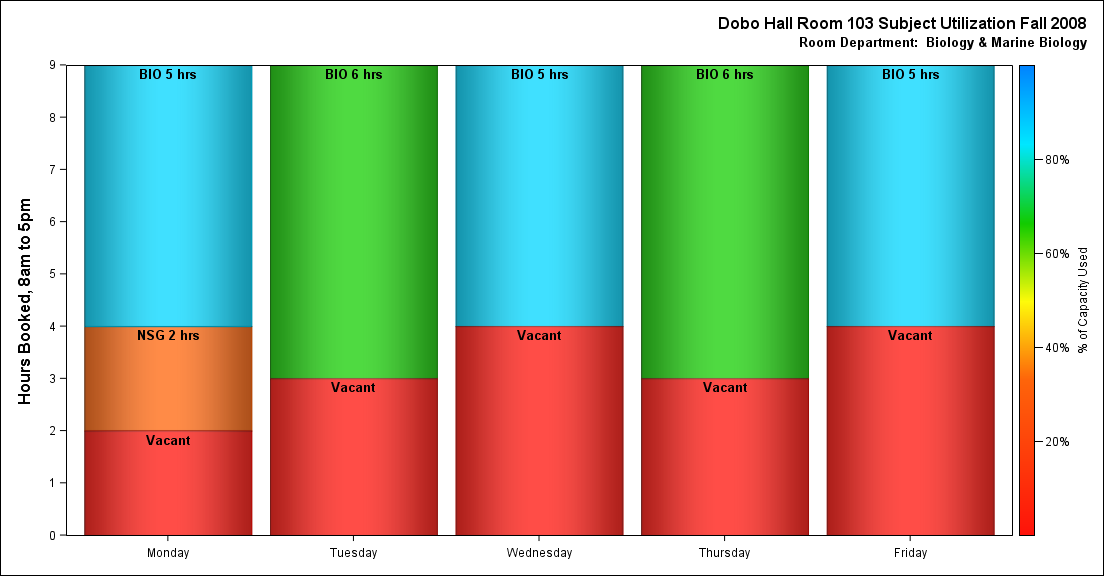 Dobo Hall Room 103 Subject Utilization Fall 2008
Room Department:  Biology & Marine Biology
Hours Booked, 8am to 5pm
9
8
7
6
5
4
3
2
1
0
BIO 5 hrs
NSG 2 hrs
Vacant
BIO 6 hrs
Vacant
BIO 5 hrs
Vacant
BIO 6 hrs
Vacant
BIO 5 hrs
Vacant
Monday
Tuesday
Wednesday
Thursday
Friday
80%
60%
40%
20%
% of Capacity Used